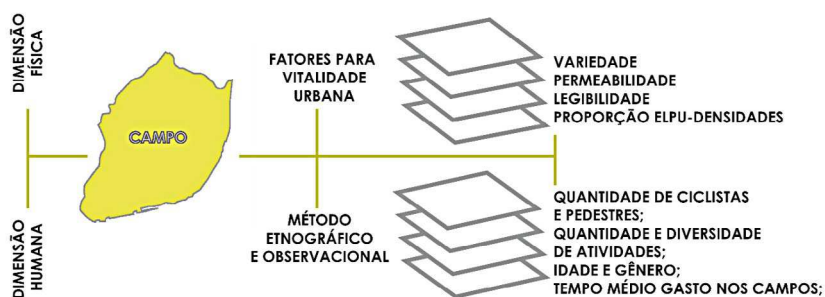 DIMENSÃO
FÍSICA
DIMENSÃO
HUMANA
CAMPO
FATORES PARA
VITALIDADE
URBANA
MÉTODO
ETNOGRÁFICO
E OBSERVACIONAL
VARIEDADE
PERMEABILIDADE
LEGIBILIDADE
PROPORÇÃO ELPU-DENSIDADES
QUANTIDADE DE CICLISTAS
E PEDESTRES;
QUANTIDADE E DIVERSIDADE
DE ATIVIDADES;
IDADE E GÊNERO;
TEMPO MÉDIO GASTO NOS CAMPOS;